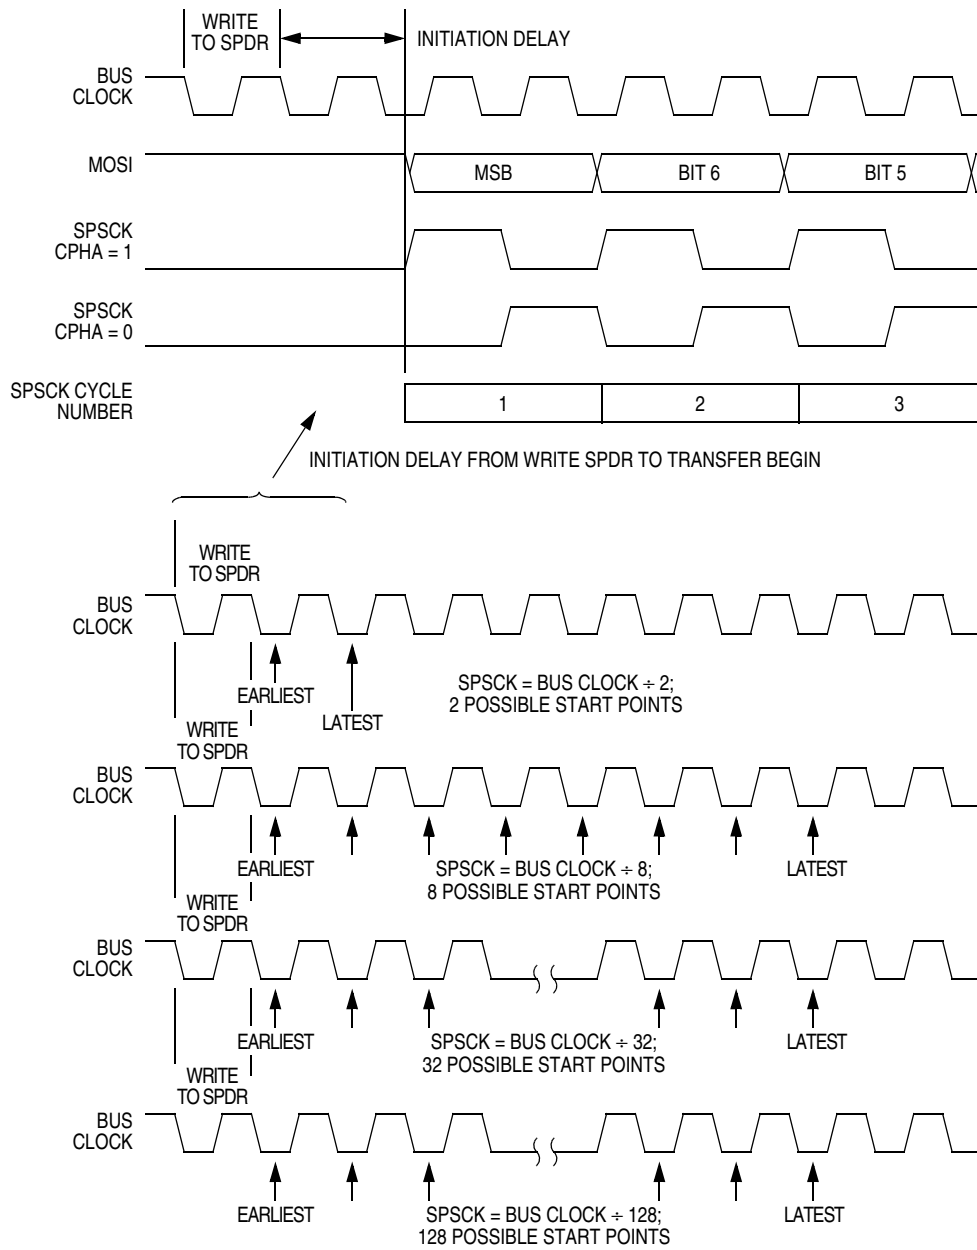 WRITE
TO SPDR
INITIATION DELAY
BUS
CLOCK
MOSI
MSB
BIT 6
BIT 5
SPSCK
CPHA = 1
SPSCK
CPHA = 0
SPSCK CYCLE
NUMBER
1
2
3
INITIATION DELAY FROM WRITE SPDR TO TRANSFER BEGIN
WRITE
TO SPDR
BUS
CLOCK
EARLIEST
LATEST
SPSCK = BUS CLOCK ÷ 2;
2 POSSIBLE START POINTS
WRITE
TO SPDR
BUS
CLOCK
EARLIEST
SPSCK = BUS CLOCK ÷ 8;
8 POSSIBLE START POINTS
LATEST
WRITE
TO SPDR
BUS
CLOCK
EARLIEST
SPSCK = BUS CLOCK ÷ 32;
32 POSSIBLE START POINTS
LATEST
WRITE
TO SPDR
BUS
CLOCK
EARLIEST
SPSCK = BUS CLOCK ÷ 128;
128 POSSIBLE START POINTS
LATEST